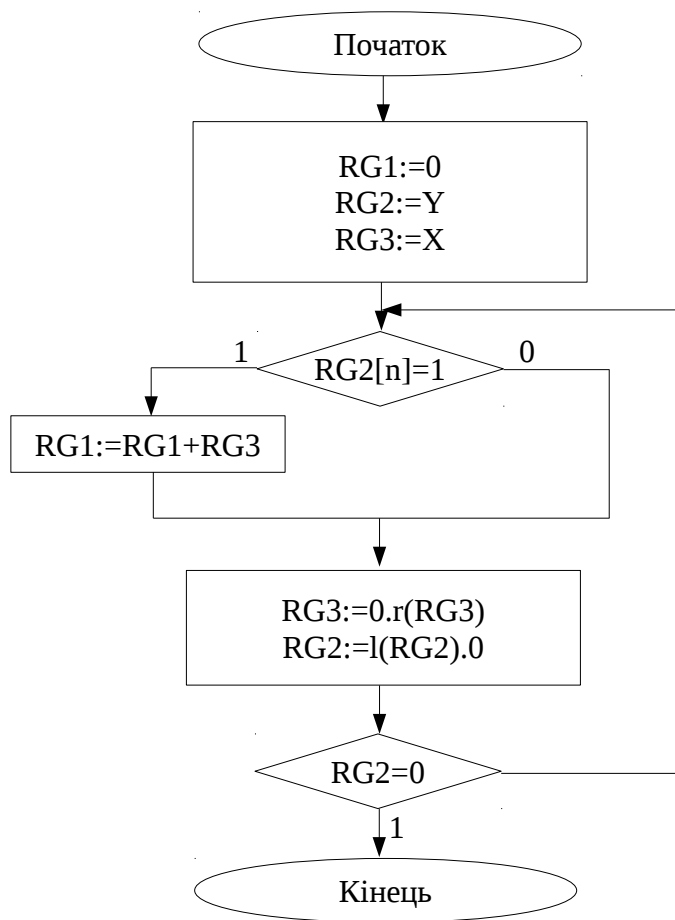 Початок
RG1:=0
RG2:=Y
RG3:=X
1
0
RG2[n]=1
RG1:=RG1+RG3
RG3:=0.r(RG3)
RG2:=l(RG2).0
RG2=0
1
Кінець